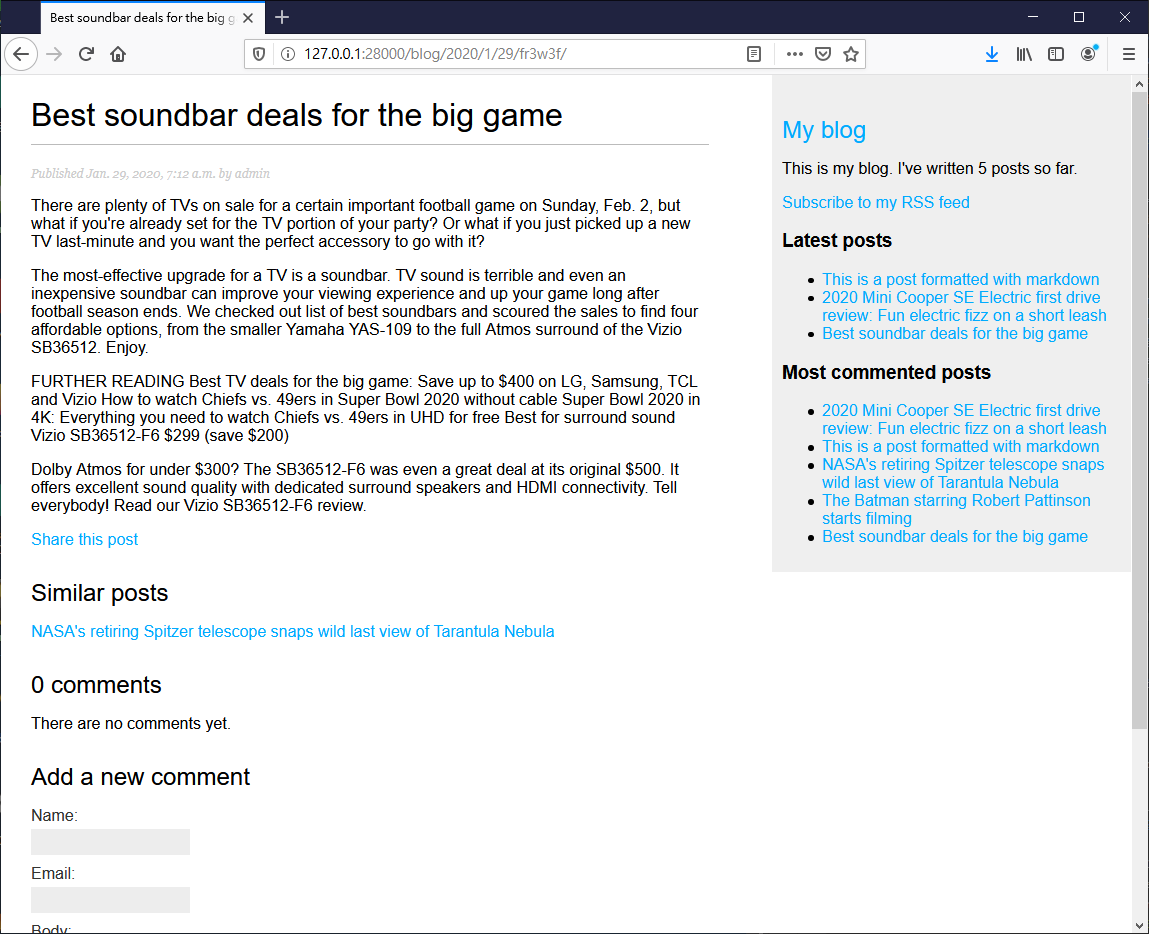 Best soundbar deals for the big g
127.0.0.1:28000/blog/2020/1/29/fr3w3f/
Best soundbar deals for the big game
Published Jan. 29, 2020, 7:12 a.m. by admin
There are plenty of TVs on sale for a certain important football game on Sunday, Feb. 2, but
what if you're already set for the TV portion of your party? Or what if you just picked up a new
TV last-minute and you want the perfect accessory to go with it?
The most-effective upgrade for a TV is a soundbar. TV sound is terrible and even an
inexpensive soundbar can improve your viewing experience and up your game long after
football season ends. We checked out list of best soundbars and scoured the sales to find four
affordable options, from the smaller Yamaha YAS-109 to the full Atmos surround of the Vizio
SB36512. Enjoy.
FURTHER READING Best TV deals for the big game: Save up to $400 on LG, Samsung, TCL
and Vizio How to watch Chiefs vs. 49ers in Super Bowl 2020 without cable Super Bowl 2020 in
4K: Everything you need to watch Chiefs vs. 49ers in UHD for free Best for surround sound
Vizio SB36512-F6 $299 (save $200)
Dolby Atmos for under $300? The SB36512-F6 was even a great deal at its original $500. It
offers excellent sound quality with dedicated surround speakers and HDMI connectivity. Tell
everybody! Read our Vizio SB36512-F6 review.
Share this post
Similar posts
NASA's retiring Spitzer telescope snaps wild last view of Tarantula Nebula
0 comments
There are no comments yet.
Add a new comment
Name:
Email:
Body:
My blog
This is my blog. I've written 5 posts so far.
Subscribe to my RSS feed
Latest posts
This is a post formatted with markdown
2020 Mini Cooper SE Electric first drive
review: Fun electric fizz on a short leash
Best soundbar deals for the big game
Most commented posts
2020 Mini Cooper SE Electric first drive
review: Fun electric fizz on a short leash
This is a post formatted with markdown
NASA's retiring Spitzer telescope snaps
wild last view of Tarantula Nebula
The Batman starring Robert Pattinson
starts filming
Best soundbar deals for the big game